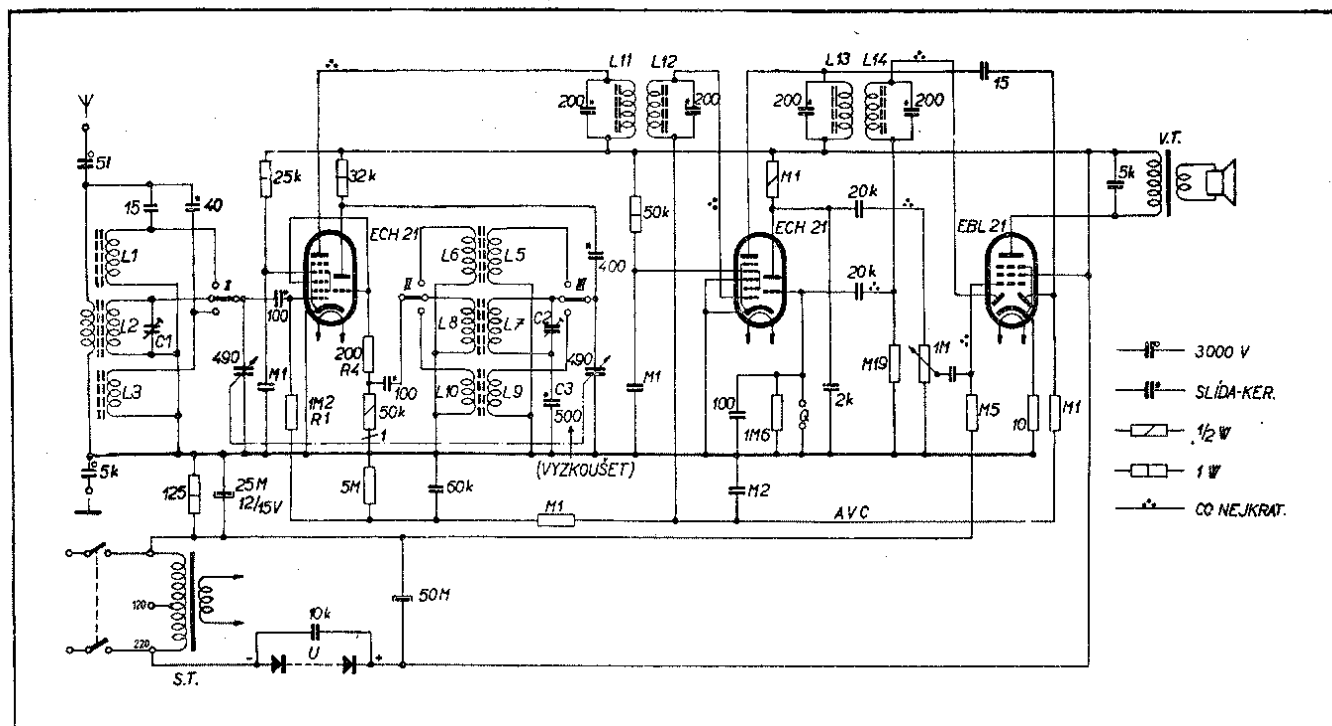 L11
L12
L13
L14
15
200
200
200
200
V.T.
51
25k
32k
M1
20k
5k
15
40
50k
ECH 21
L6
L5
ECH 21
EBL 21
L1
400
20k
I
II
III
L2
C1
100
L8
L7
C2
490
490
200
R4
M19
1M
3000 V
M1
100
L10
L9
C3
M1
L3
1M2
R1
50k
500
100
1M6
G
2k
M5
10
M1
SLÍDA-KER.
1
(VYZKOUŠET)
1/2 W
5k
125
25M
12/15V
5M
60k
M1
M2
AVC
1 W
CO NEJKRAT.
120
50M
10k
220
-
U
+
S.T.